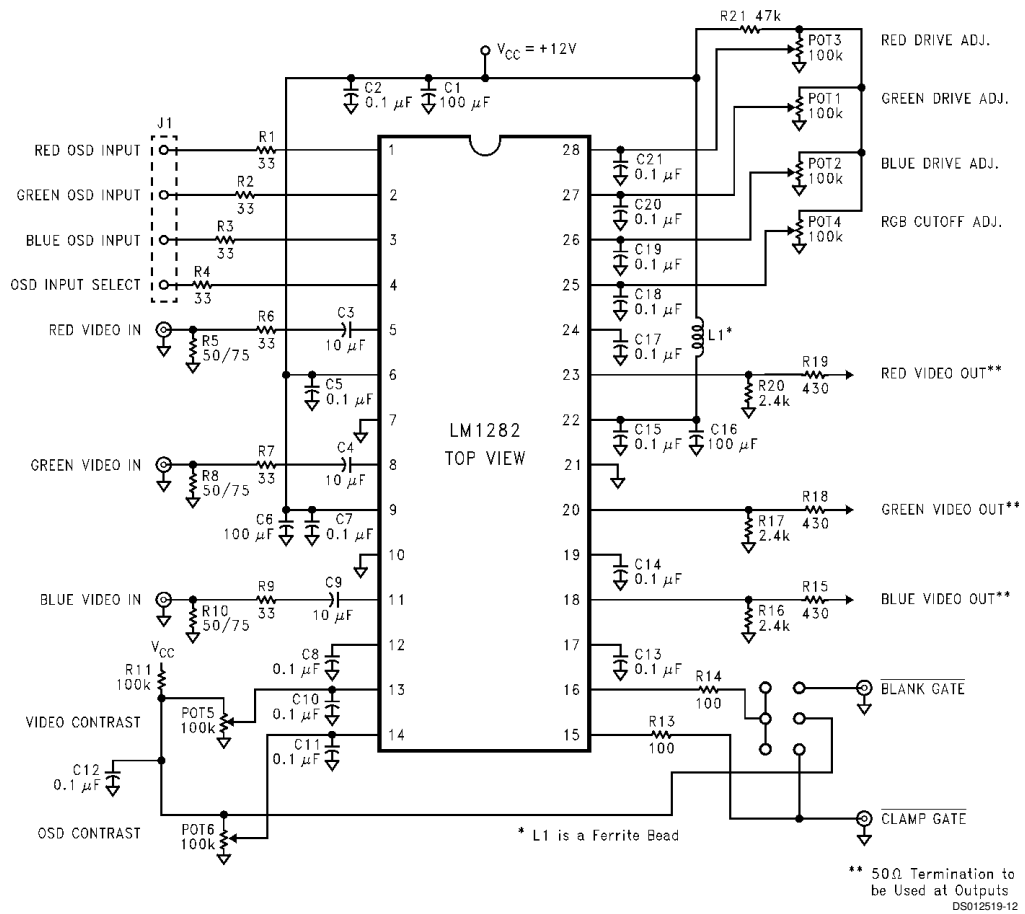 R21 47k
POT3
100k
RED DRIVE ADJ.
VCC = +12V
C2
0.1 μF
C1
100 μF
POT1
100k
GREEN DRIVE ADJ.
J1
RED OSD INPUT
R1
33
1
28
C21
0.1 μF
POT2
100k
BLUE DRIVE ADJ.
GREEN OSD INPUT
R2
33
2
27
C20
0.1 μF
POT4
100k
RGB CUTOFF ADJ.
BLUE OSD INPUT
R3
33
3
26
C19
0.1 μF
OSD INPUT SELECT
R4
33
4
25
C18
0.1 μF
RED VIDEO IN
R5
50/75
R6
33
C3
10 μF
5
24
C17
0.1 μF
L1*
C5
0.1 μF
6
23
R20
2.4k
R19
430
RED VIDEO OUT**
7
LM1282
TOP VIEW
22
C15
0.1 μF
C16
100 μF
GREEN VIDEO IN
R8
50/75
R7
33
C4
10 μF
8
21
C6
100 μF
C7
0.1 μF
9
20
R17
2.4k
R18
430
GREEN VIDEO OUT**
10
19
C14
0.1 μF
BLUE VIDEO IN
R10
50/75
R9
33
C9
10 μF
11
18
R16
2.4k
R15
430
BLUE VIDEO OUT**
VCC
R11
100k
C8
0.1 μF
12
17
C13
0.1 μF
VIDEO CONTRAST
POT5
100k
C10
0.1 μF
13
16
R14
100
BLANK GATE
C11
0.1 μF
14
15
R13
100
C12
0.1 μF
OSD CONTRAST
POT6
100k
* L1 is a Ferrite Bead
CLAMP GATE
** 50Ω Termination to
be Used at Outputs
DS012519-12